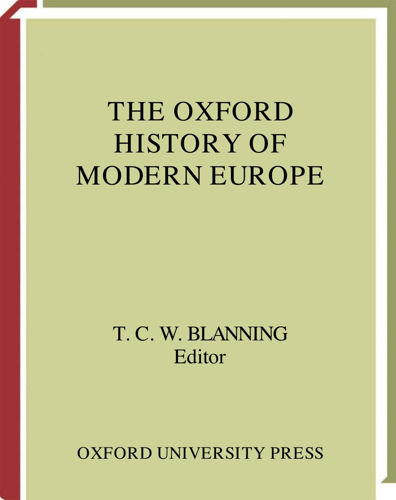 THE OXFORD
HISTORY OF
MODERN EUROPE
T. C. W. BLANNING
Editor
OXFORD UNIVERSITY PRESS